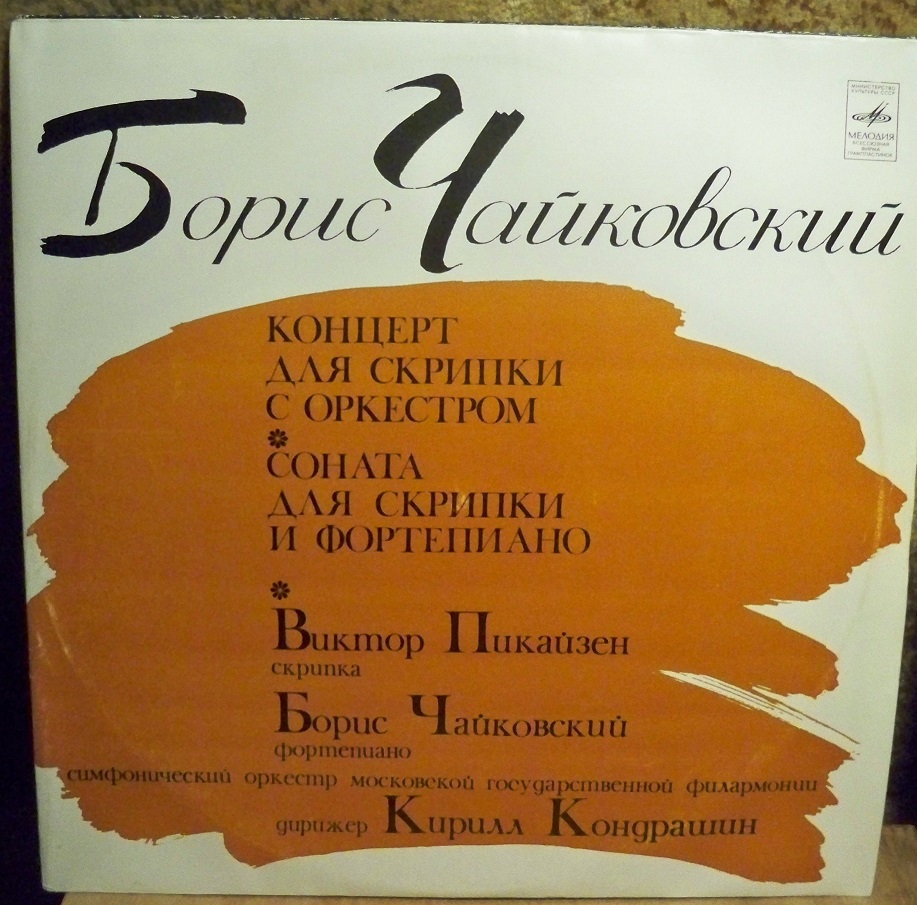 Борис Чайковский
МИНИСТЕРСТВО
КУЛЬТУРЫ СССР
МЕЛОДИЯ
ВСЕСОЮЗНАЯ
ФИРМА
ГРАМПЛАСТИНОК
КОНЦЕРТ
ДЛЯ СКРИПКИ
С ОРКЕСТРОМ
СОНАТА
ДЛЯ СКРИПКИ
И ФОРТЕПИАНО
Виктор Пикайзен
скрипка
Борис Чайковский
фортепиано
симфонический оркестр московской государственной филармонии
дирижер Кирилл Кондрашин